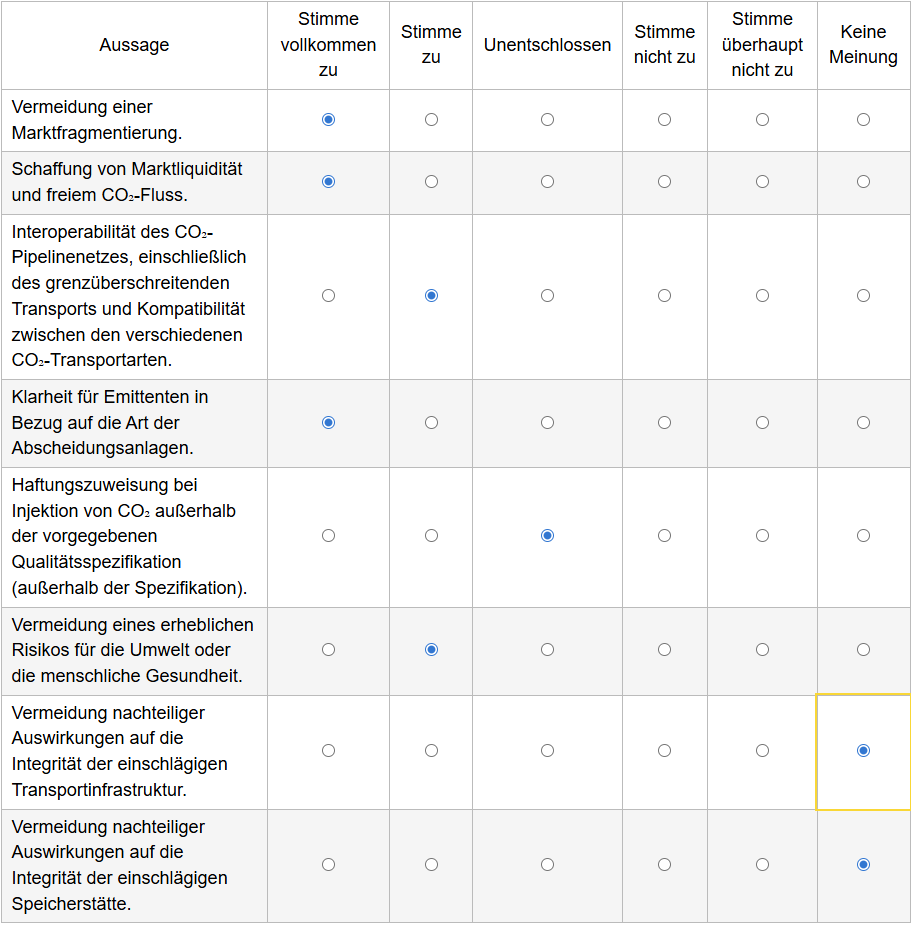 Aussage
Stimme
vollkommen
zu
Stimme
zu
Unentschlossen
Stimme
nicht zu
Stimme
überhaupt
nicht zu
Keine
Meinung
Vermeidung einer
Marktfragmentierung.
Schaffung von Marktliquidität
und freiem CO₂-Fluss.
Interoperabilität des CO₂-
Pipelinenetzes, einschließlich
des grenzüberschreitenden
Transports und Kompatibilität
zwischen den verschiedenen
CO₂-Transportarten.
Klarheit für Emittenten in
Bezug auf die Art der
Abscheidungsanlagen.
Haftungszuweisung bei
Injektion von CO₂ außerhalb
der vorgegebenen
Qualitätsspezifikation
(außerhalb der Spezifikation).
Vermeidung eines erheblichen
Risikos für die Umwelt oder
die menschliche Gesundheit.
Vermeidung nachteiliger
Auswirkungen auf die
Integrität der einschlägigen
Transportinfrastruktur.
Vermeidung nachteiliger
Auswirkungen auf die
Integrität der einschlägigen
Speicherstätte.